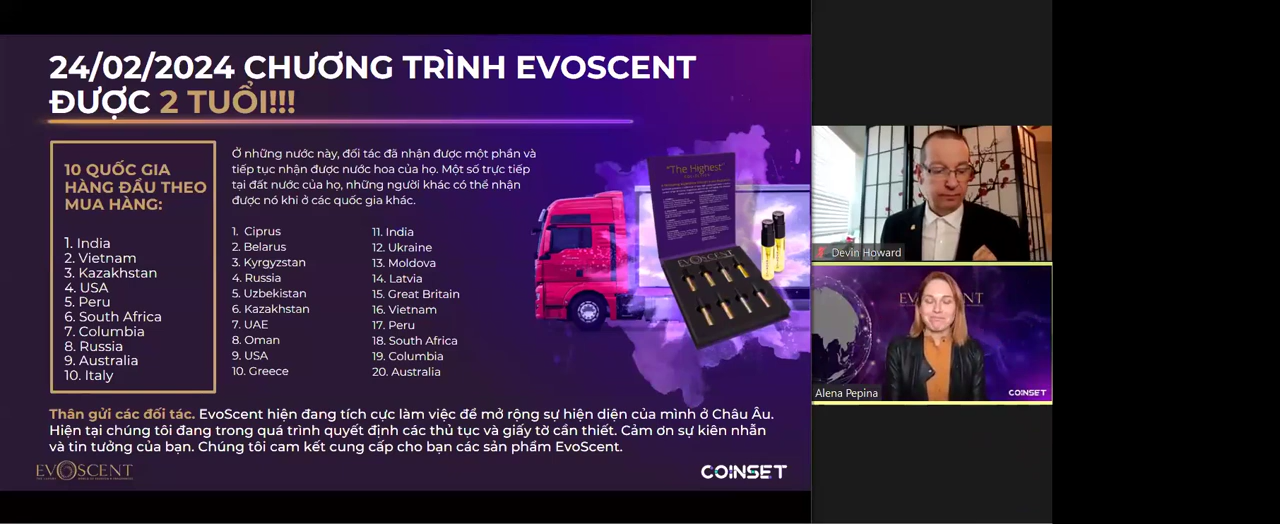 24/02/2024 CHƯƠNG TRÌNH EVOSCENT
ĐƯỢC 2 TUỔI!!!
10 QUỐC GIA
HÀNG ĐẦU THEO
MUA HÀNG:
1. India
2. Vietnam
3. Kazakhstan
4. USA
5. Peru
6. South Africa
7. Columbia
8. Russia
9. Australia
10. Italy
Ở những nước này, đối tác đã nhận được một phần và
tiếp tục nhận được nước hoa của họ. Một số trực tiếp
tại đất nước của họ, những người khác có thể nhận
được nó khi ở các quốc gia khác.
1. Ciprus
2. Belarus
3. Kyrgyzstan
4. Russia
5. Uzbekistan
6. Kazakhstan
7. UAE
8. Oman
9. USA
10. Greece
11. India
12. Ukraine
13. Moldova
14. Latvia
15. Great Britain
16. Vietnam
17. Peru
18. South Africa
19. Columbia
20. Australia
"The Highest"
EVOSCENT
Thân gửi các đối tác. EvoScent hiện đang tích cực làm việc để mở rộng sự hiện diện của mình ở Châu Âu.
Hiện tại chúng tôi đang trong quá trình quyết định các thủ tục và giấy tờ cần thiết. Cảm ơn sự kiên nhẫn
và tin tưởng của bạn. Chúng tôi cam kết cung cấp cho bạn các sản phẩm EvoScent.
EVOSCENT
COINSET
Devin Howard
EVOSCENT
Alena Pepina
COINSET